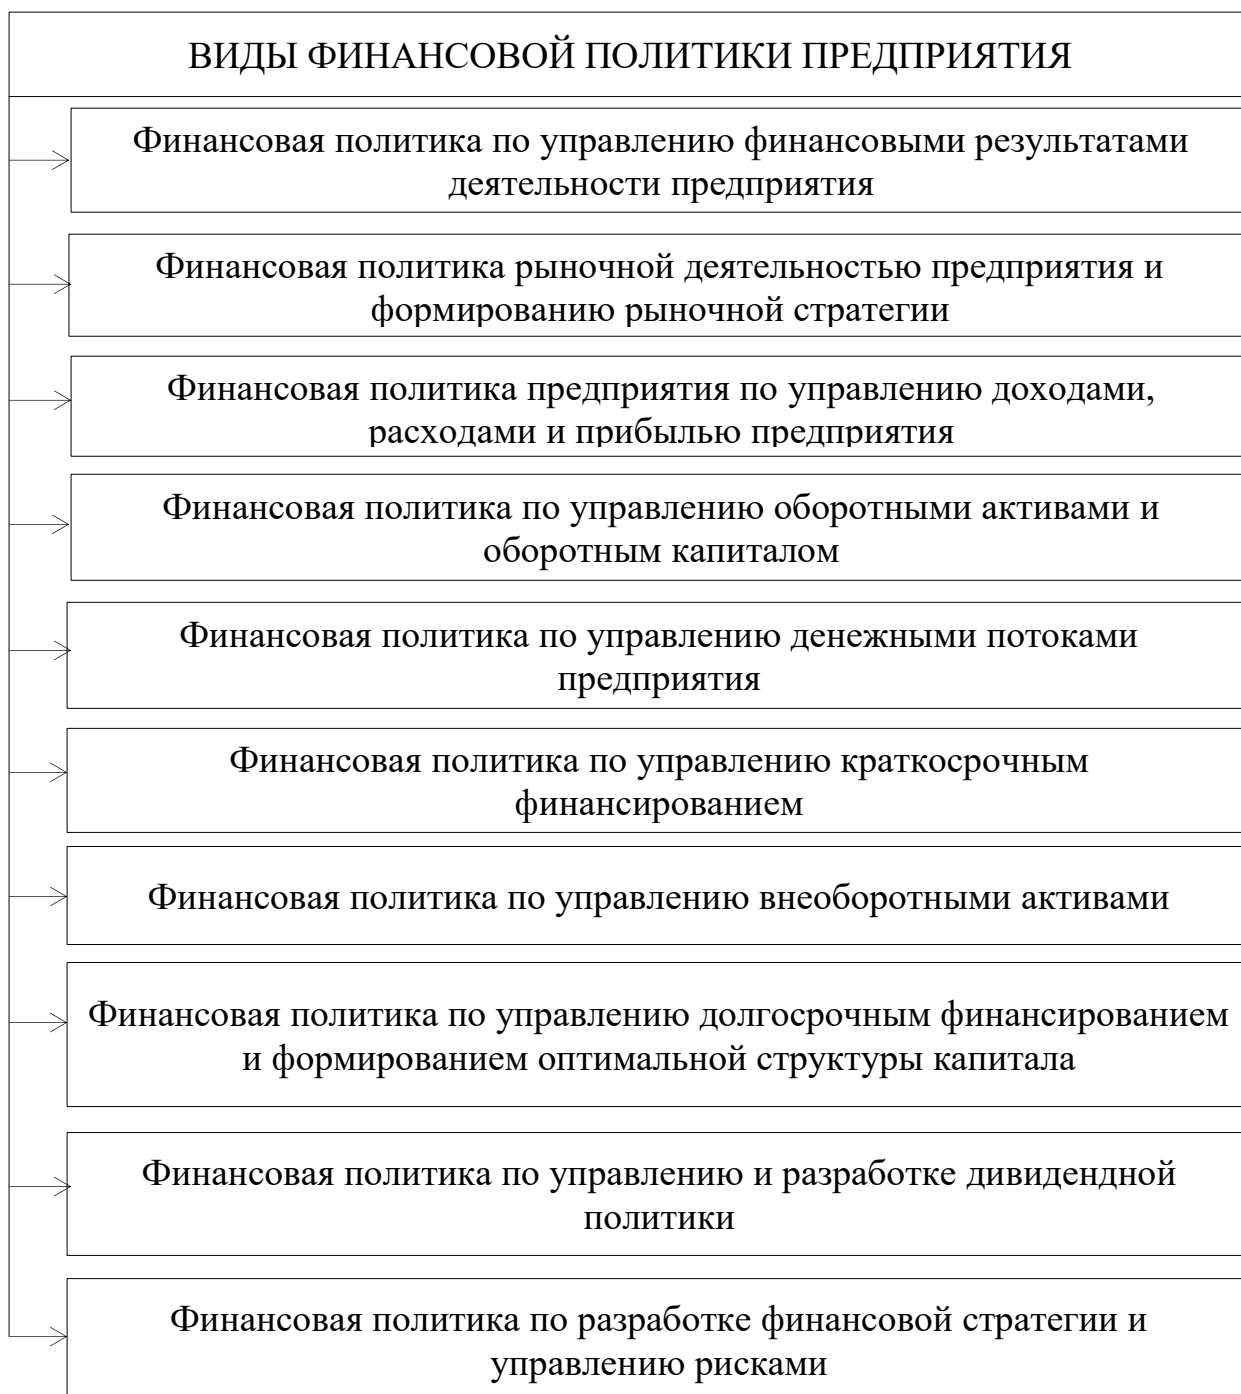 ВИДЫ ФИНАНСОВОЙ ПОЛИТИКИ ПРЕДПРИЯТИЯ
Финансовая политика по управлению финансовыми результатами
деятельности предприятия
Финансовая политика рыночной деятельностью предприятия и
формированию рыночной стратегии
Финансовая политика предприятия по управлению доходами,
расходами и прибылью предприятия
Финансовая политика по управлению оборотными активами и
оборотным капиталом
Финансовая политика по управлению денежными потоками
предприятия
Финансовая политика по управлению краткосрочным
финансированием
Финансовая политика по управлению внеоборотными активами
Финансовая политика по управлению долгосрочным финансированием
и формированием оптимальной структуры капитала
Финансовая политика по управлению и разработке дивидендной
политики
Финансовая политика по разработке финансовой стратегии и
управлению рисками